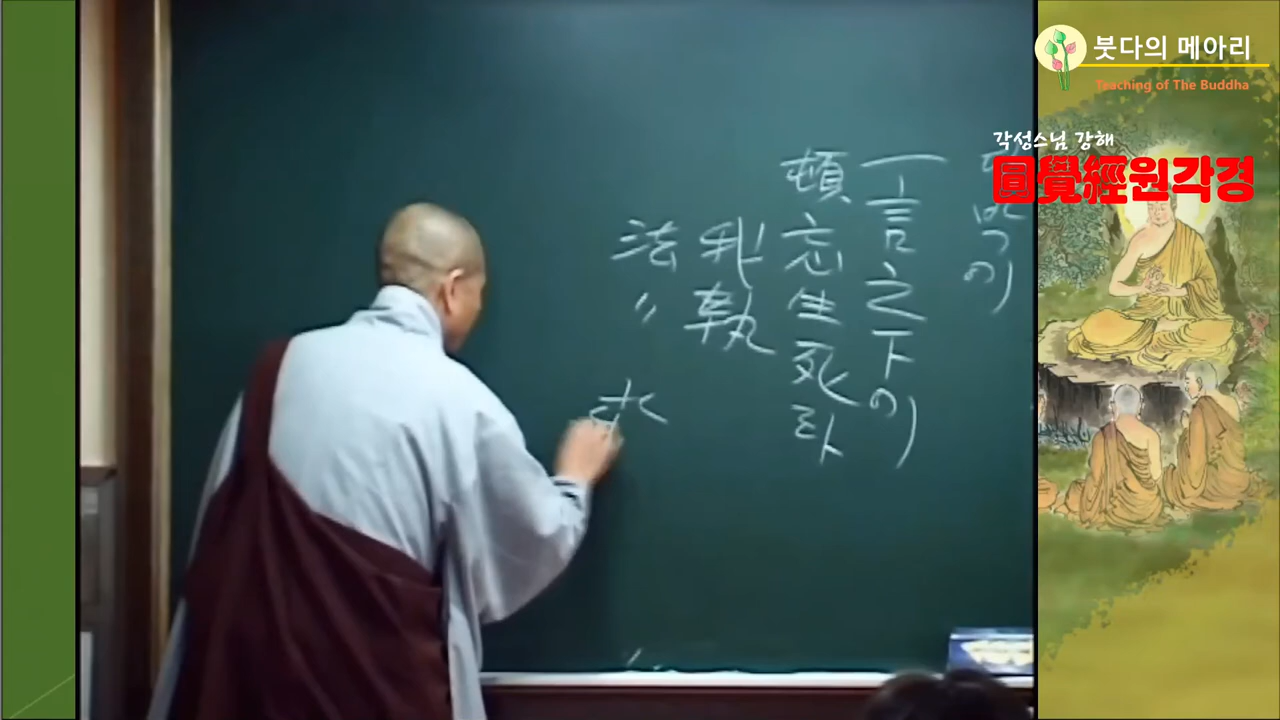 붓다의 메아리
Teaching of The Buddha
각성스님 강해
圓覺經원각경
一言之下의
頓忘生死라
我執
法〃